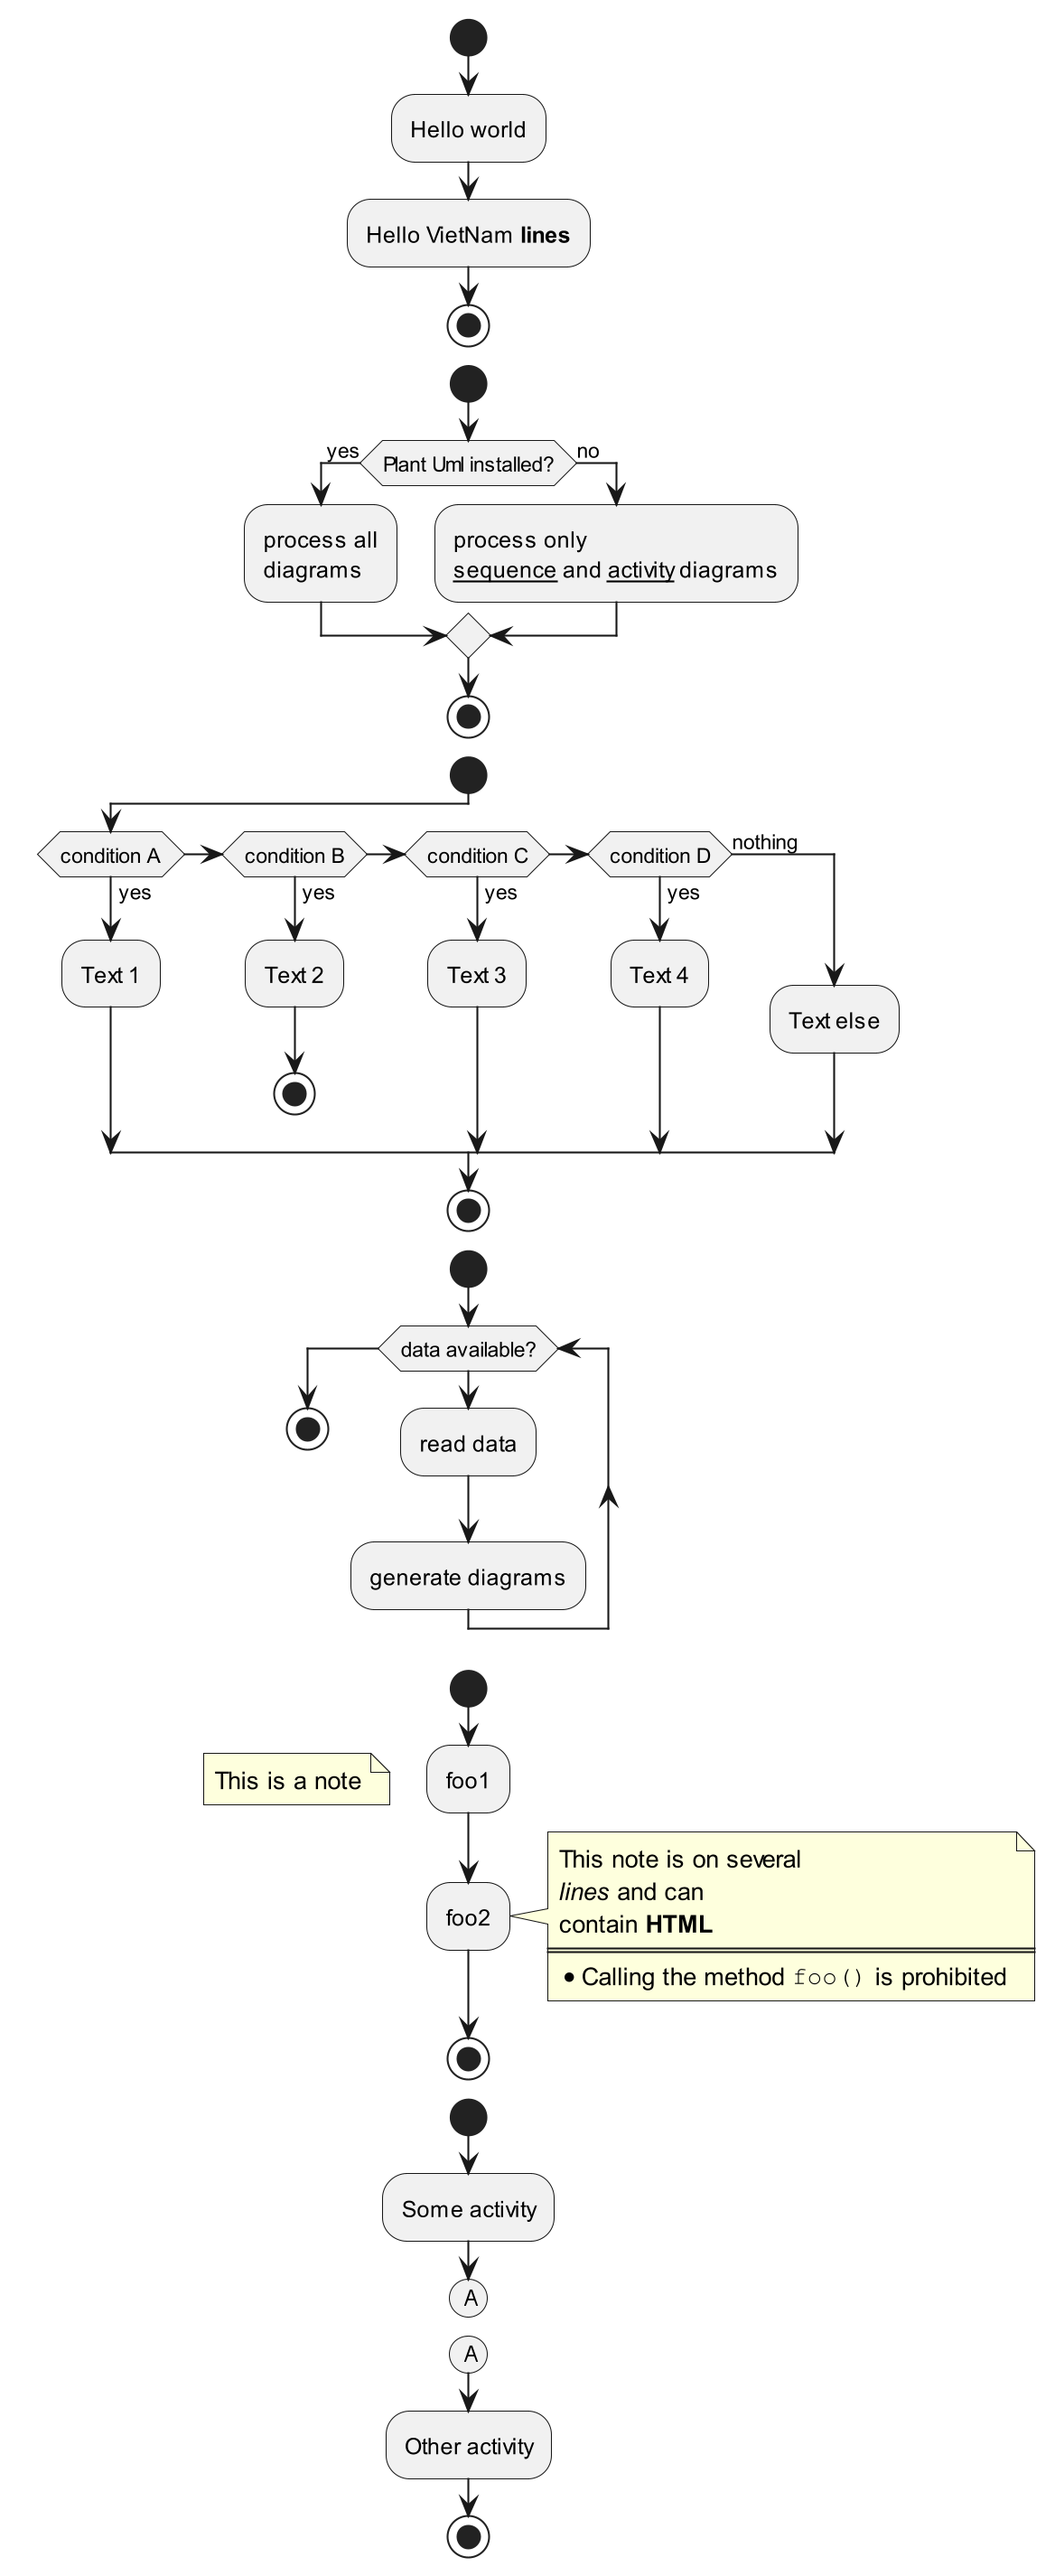 Hello world
Hello VietNam lines
yes
Plant Uml installed?
no
process all
diagrams
process only
sequence and activity diagrams
condition A
condition B
condition C
condition D
nothing
yes
yes
yes
yes
Text 1
Text 2
Text 3
Text 4
Text else
data available?
read data
generate diagrams
This is a note
foo1
This note is on several
lines and can
contain HTML
foo2
• Calling the method foo() is prohibited
Some activity
A
A
Other activity